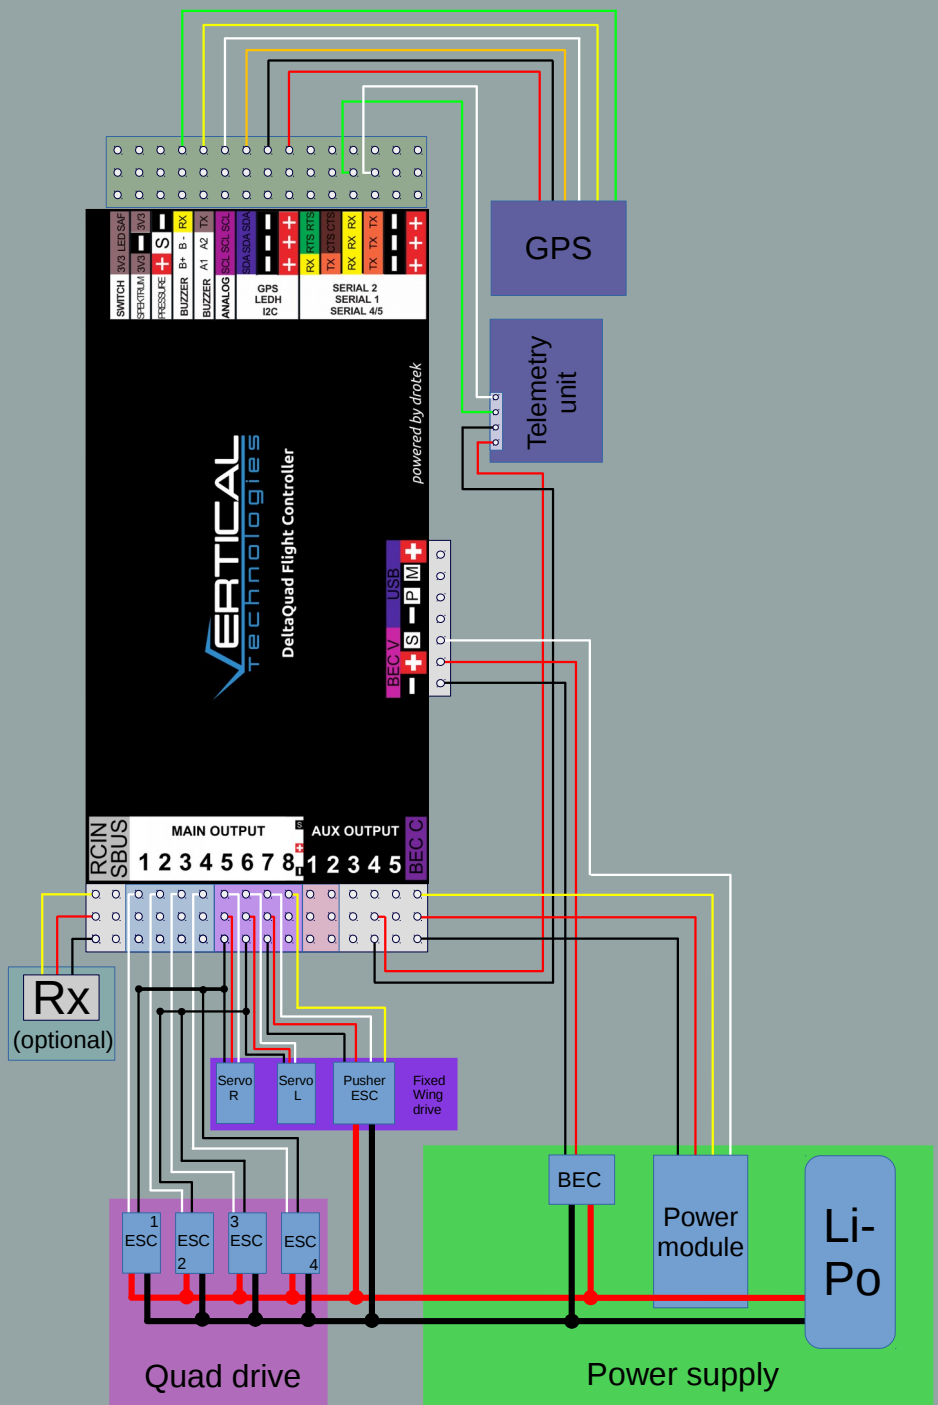 GPS
Telemetry
unit
3V3 LED SAF
3V3 - 3V3
+ S -
B+ B- RX
A1 A2 TX
SCL SCL SCL
SDA SDA SDA
- - -
+ + +
RX RTS RTS
TX CTS CTS
RX RX RX
TX TX TX
- - -
+ + +
SWITCH
SPEKTRUM
PRESSURE
BUZZER
BUZZER
ANALOG
GPS
LEDH
I2C
SERIAL 2
SERIAL 1
SERIAL 4/5
powered by drotek
VERTICAL
Technologies
DeltaQuad Flight Controller
USB
BEC V
+
M
P
-
S
+
-
RCIN
SBUS
MAIN OUTPUT
1 2 3 4 5 6 7 8
S
+
AUX OUTPUT
1 2 3 4 5
BEC C
Rx
(optional)
Servo
R
Servo
L
Pusher
ESC
Fixed
Wing
drive
1
ESC
ESC
2
3
ESC
ESC
4
Quad drive
BEC
Power
module
Li-
Po
Power supply